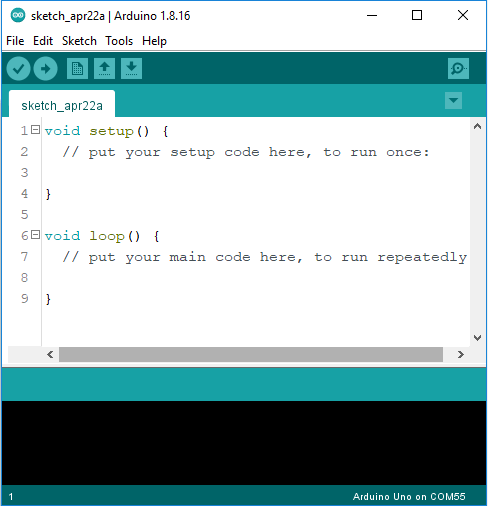 sketch_apr22a | Arduino 1.8.16
File Edit Sketch Tools Help
sketch_apr22a
1 void setup() {
2   // put your setup code here, to run once:
3
4 }
5
6 void loop() {
7   // put your main code here, to run repeatedly
8
9 }
1 Arduino Uno on COM55